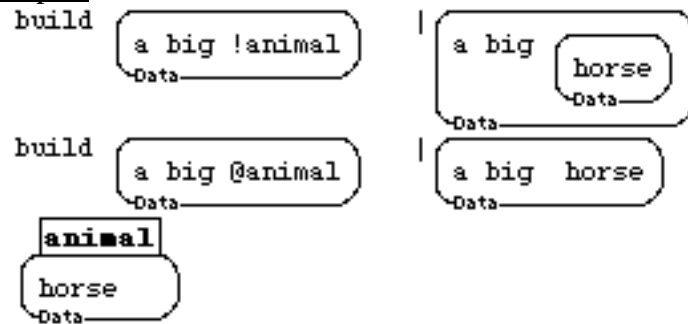 build a big !animal | a big horse
Data Data
Data
build a big @animal | a big horse
Data Data
animal
horse
Data